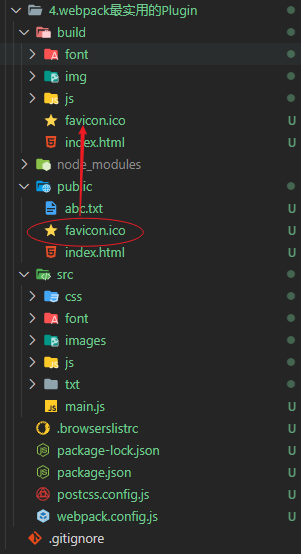 4.webpack最实用的Plugin
build
font
img
js
favicon.ico U
index.html U
node_modules
public
abc.txt U
favicon.ico U
index.html U
src
css
font
images
js
txt
main.js U
.browserslistrc U
package-lock.json U
package.json U
postcss.config.js U
webpack.config.js U
.gitignore